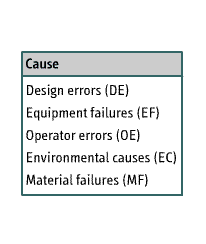 Cause
Design errors (DE)
Equipment failures (EF)
Operator errors (OE)
Environmental causes (EC)
Material failures (MF)